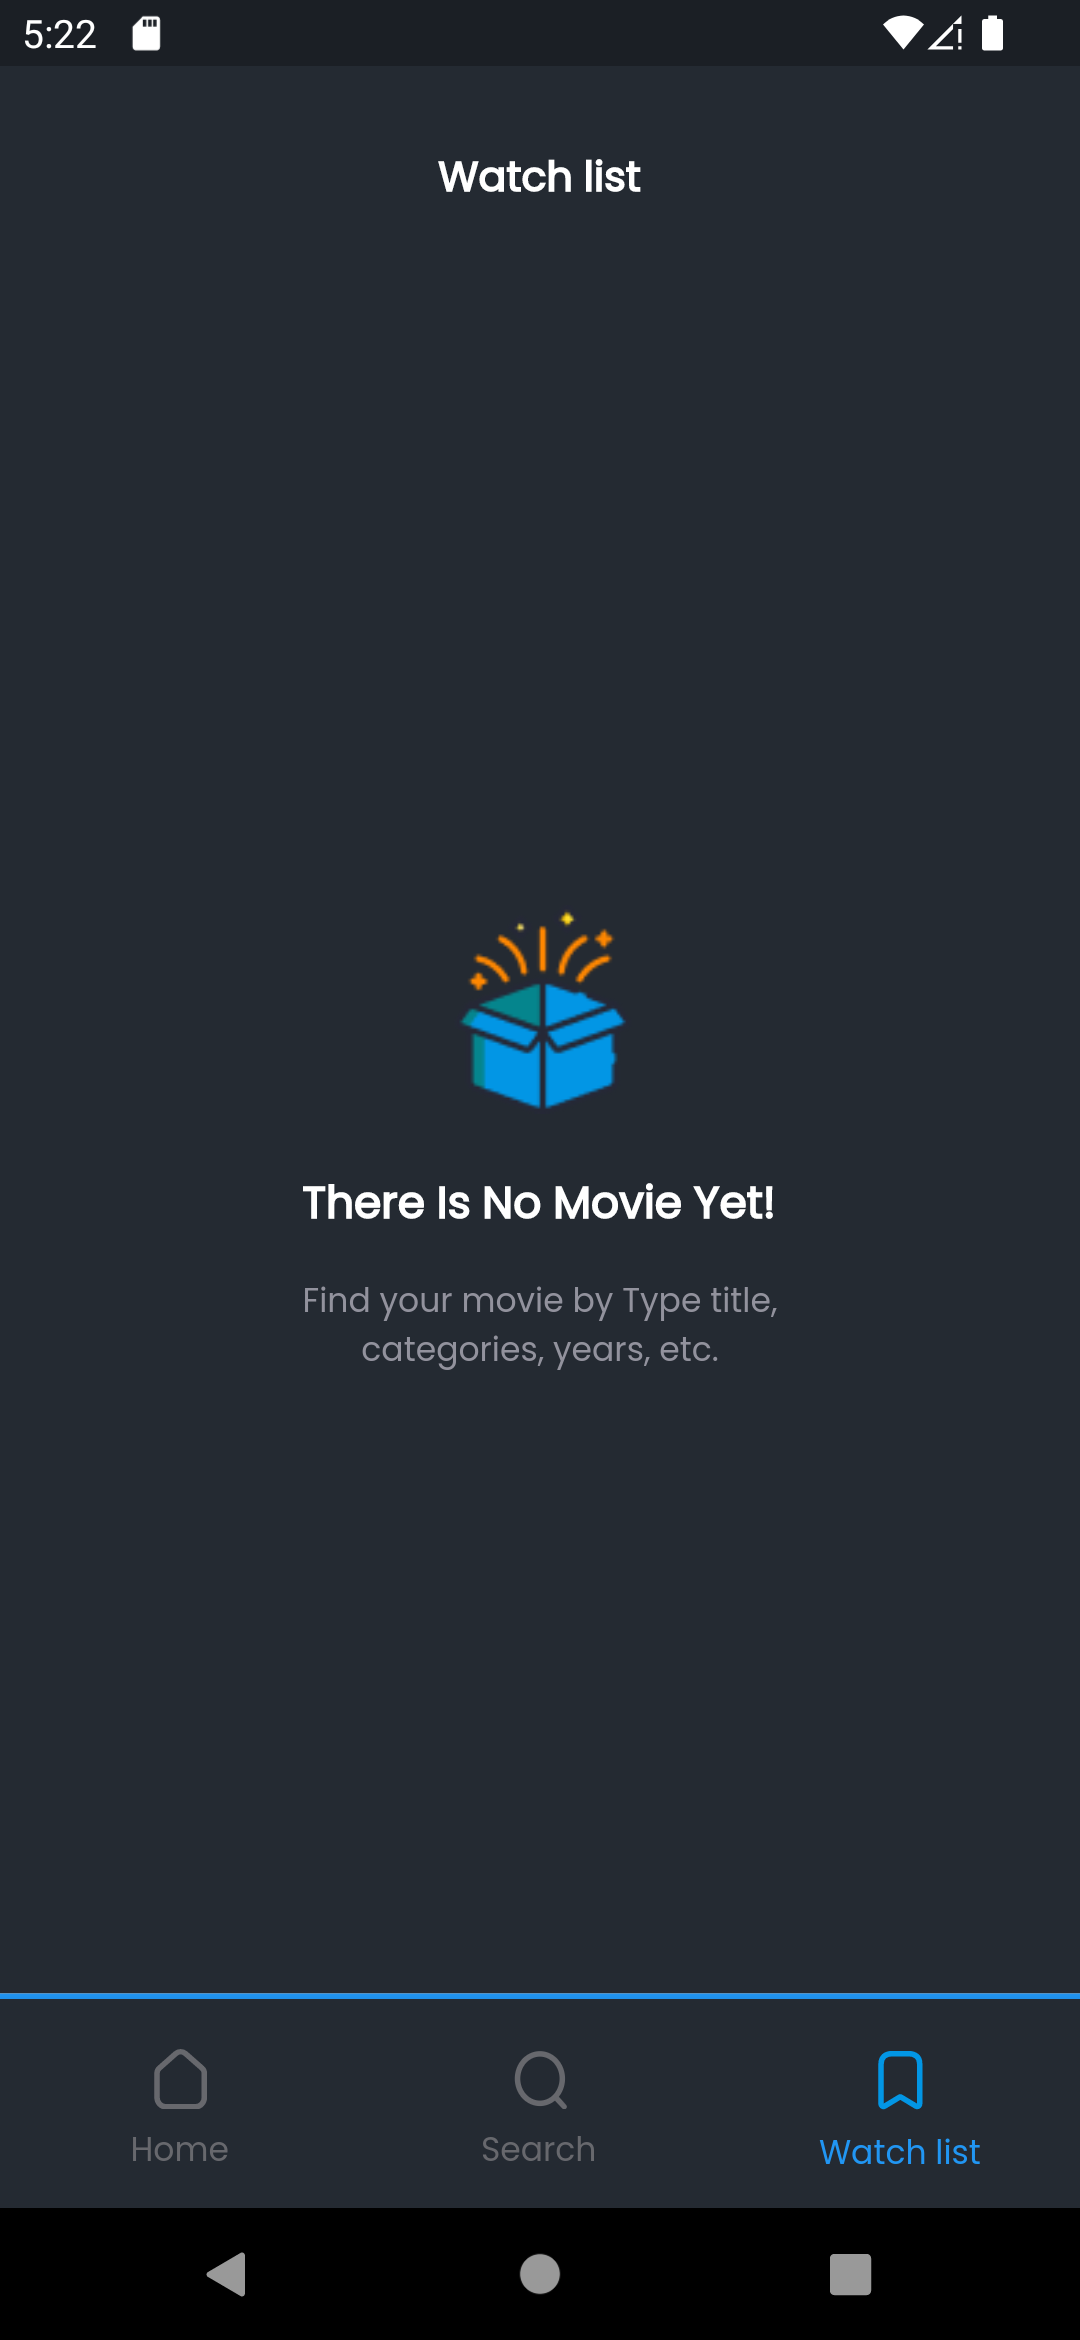 5:22
Watch list
There Is No Movie Yet!
Find your movie by Type title,
categories, years, etc.
Home
Search
Watch list